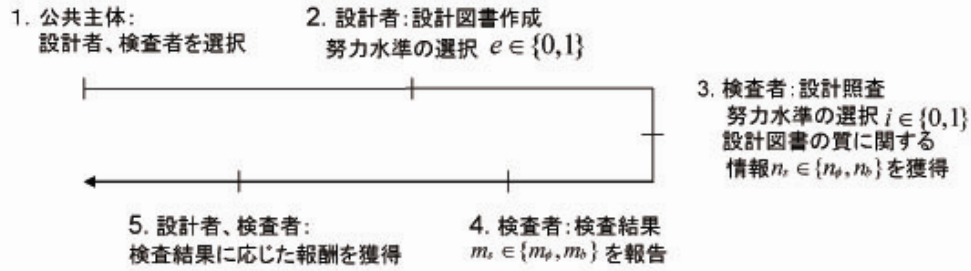 1. 公共主体:
設計者、検査者を選択
2. 設計者:設計図書作成
努力水準の選択 e ∈ {0,1}
3. 検査者:設計照査
努力水準の選択 i ∈ {0,1}
設計図書の質に関する
情報 nₛ ∈ {n_ϕ, n_b} を獲得
4. 検査者:検査結果
mₛ ∈ {m_ϕ, m_b} を報告
5. 設計者、検査者:
検査結果に応じた報酬を獲得